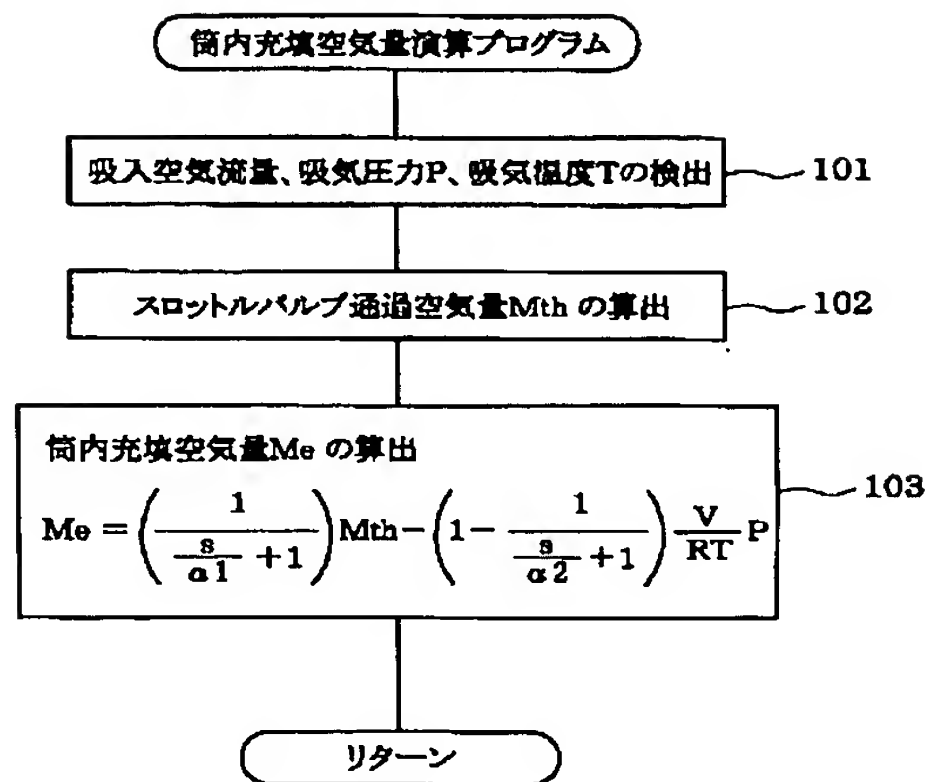 筒内充填空気量演算プログラム
吸入空気流量、吸気圧力P、吸気温度Tの検出
101
スロットルバルブ通過空気量Mth の算出
102
筒内充填空気量Me の算出
Me = ( 1 / ( s/α1 + 1 ) ) Mth − ( 1 − 1 / ( s/α2 + 1 ) ) V/RT P
103
リターン